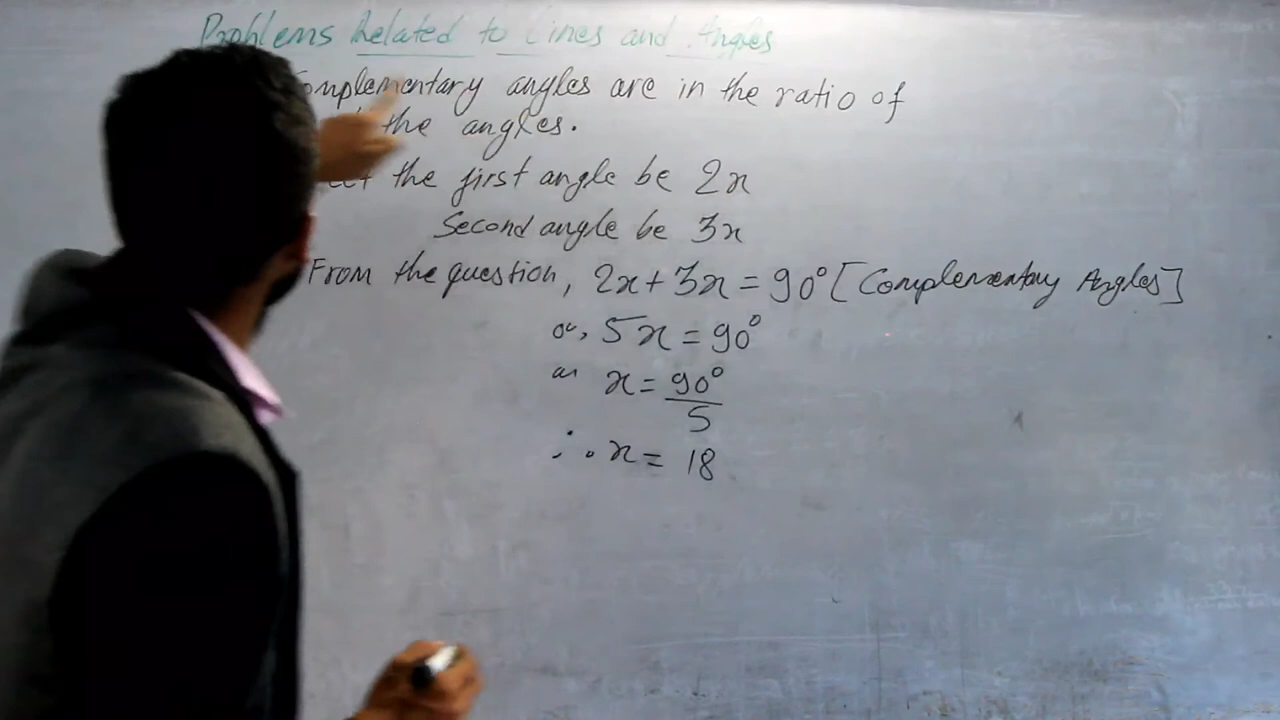 Problems Related to Lines and Angles
omplementary angles are in the ratio of
the angles.
Let the first angle be 2x
Second angle be 3x
From the question, 2x + 3x = 90° [Complementary Angles]
or, 5x = 90°
or x = 90°
5
∴ x = 18